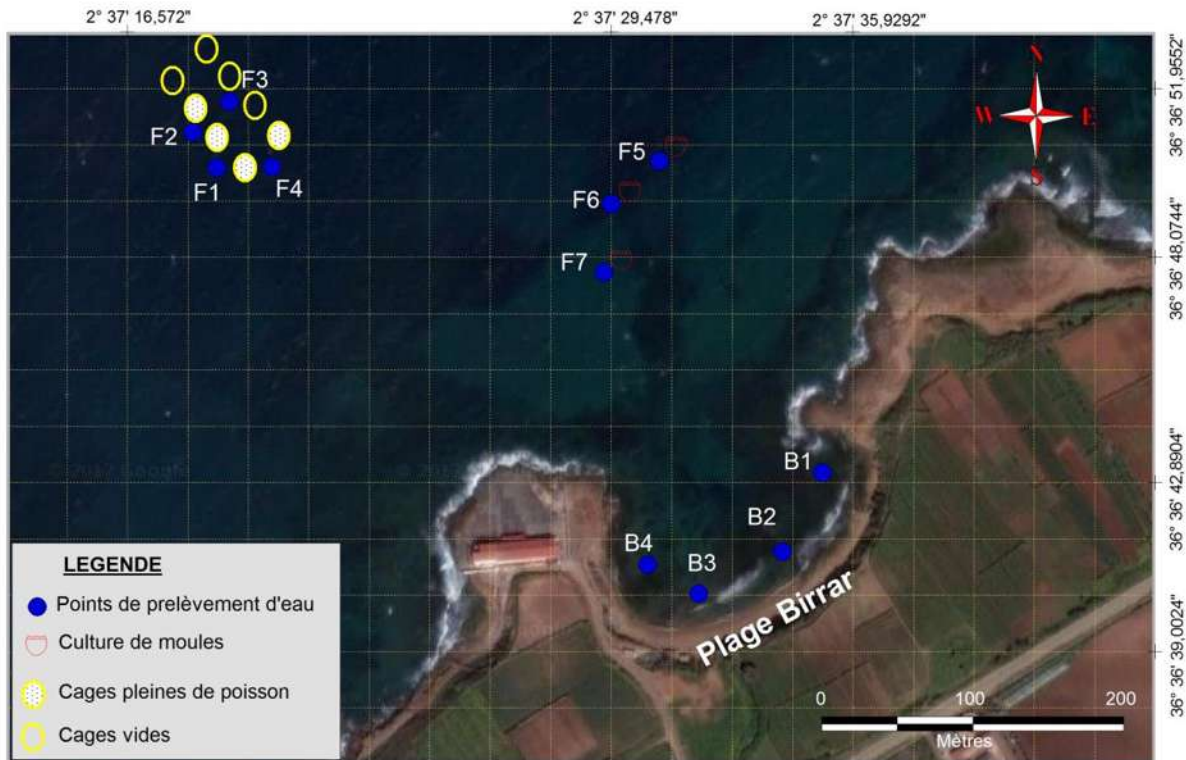 2° 37' 16,572" 2° 37' 29,478" 2° 37' 35,9292"
36° 36' 51,9552"
36° 36' 48,0744"
36° 36' 42,8904"
36° 36' 39,0024"
N
W E
S
F3
F2
F1 F4
F5
F6
F7
B1
B2
B4
B3
Plage Birrar
LEGENDE
Points de prelèvement d'eau
Culture de moules
Cages pleines de poisson
Cages vides
0 100 200
Mètres